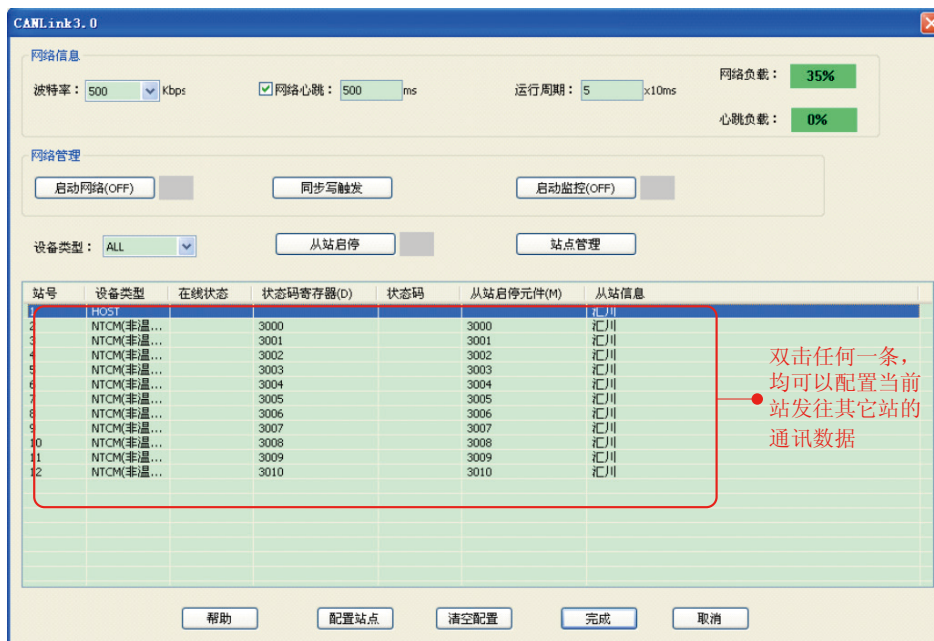 CANLink3.0
网络信息
波特率： 500 Kbps 网络心跳： 500 ms 运行周期： 5 x10ms 网络负载： 35%
心跳负载： 0%
网络管理
启动网络(OFF) 同步写触发 启动监控(OFF)
设备类型： ALL 从站启停 站点管理
站号 设备类型 在线状态 状态码寄存器(D) 状态码 从站启停元件(M) 从站信息
1 HOST 汇川
2 NTCM(非温... 3000 3000 汇川
3 NTCM(非温... 3001 3001 汇川
4 NTCM(非温... 3002 3002 汇川
5 NTCM(非温... 3003 3003 汇川
6 NTCM(非温... 3004 3004 汇川
7 NTCM(非温... 3005 3005 汇川
8 NTCM(非温... 3006 3006 汇川
9 NTCM(非温... 3007 3007 汇川
10 NTCM(非温... 3008 3008 汇川
11 NTCM(非温... 3009 3009 汇川
12 NTCM(非温... 3010 3010 汇川
双击任何一条，
均可以配置当前
站发往其它站的
通讯数据
帮助 配置站点 清空配置 完成 取消